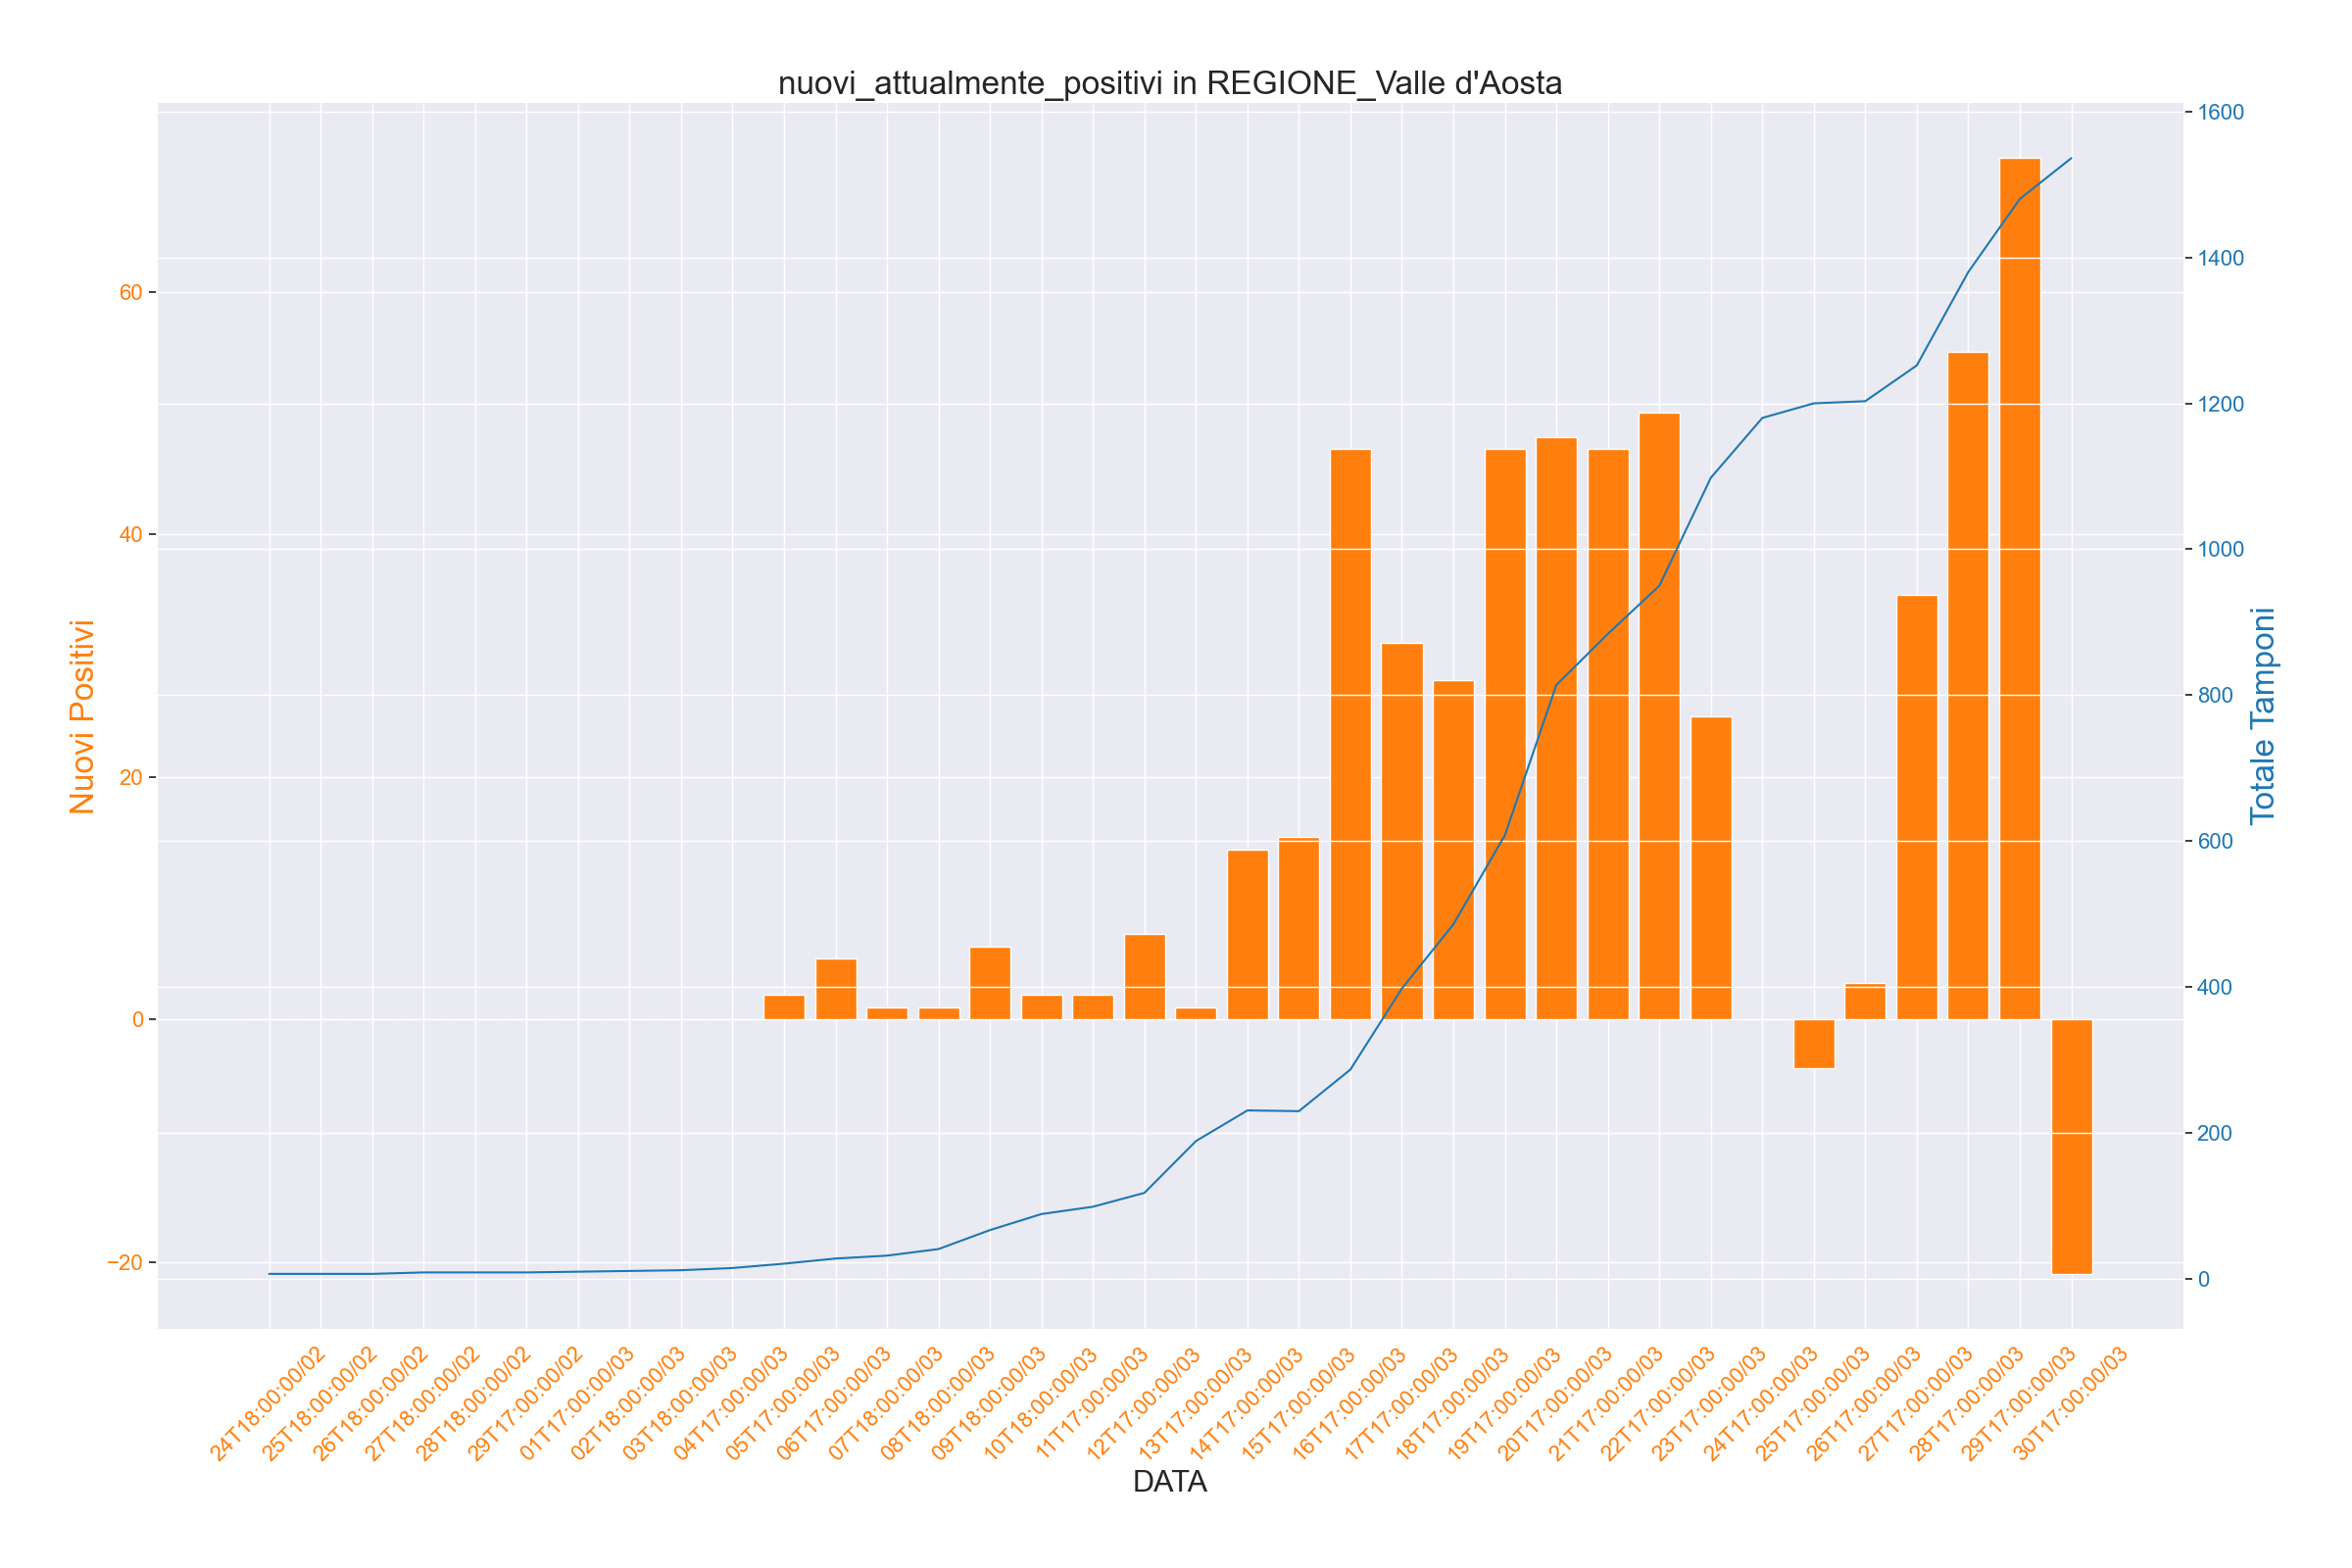 nuovi_attualmente_positivi in REGIONE_Valle d'Aosta
Nuovi Positivi
60
40
20
0
−20
1600
1400
1200
1000
800
600
400
200
0
Totale Tamponi
24T18:00:00/02
25T18:00:00/02
26T18:00:00/02
27T18:00:00/02
28T18:00:00/02
29T17:00:00/02
01T17:00:00/03
02T18:00:00/03
03T18:00:00/03
04T17:00:00/03
05T17:00:00/03
06T17:00:00/03
07T18:00:00/03
08T18:00:00/03
09T18:00:00/03
10T18:00:00/03
11T17:00:00/03
12T17:00:00/03
13T17:00:00/03
14T17:00:00/03
15T17:00:00/03
16T17:00:00/03
17T17:00:00/03
18T17:00:00/03
19T17:00:00/03
20T17:00:00/03
21T17:00:00/03
22T17:00:00/03
23T17:00:00/03
24T17:00:00/03
25T17:00:00/03
26T17:00:00/03
27T17:00:00/03
28T17:00:00/03
29T17:00:00/03
30T17:00:00/03
DATA